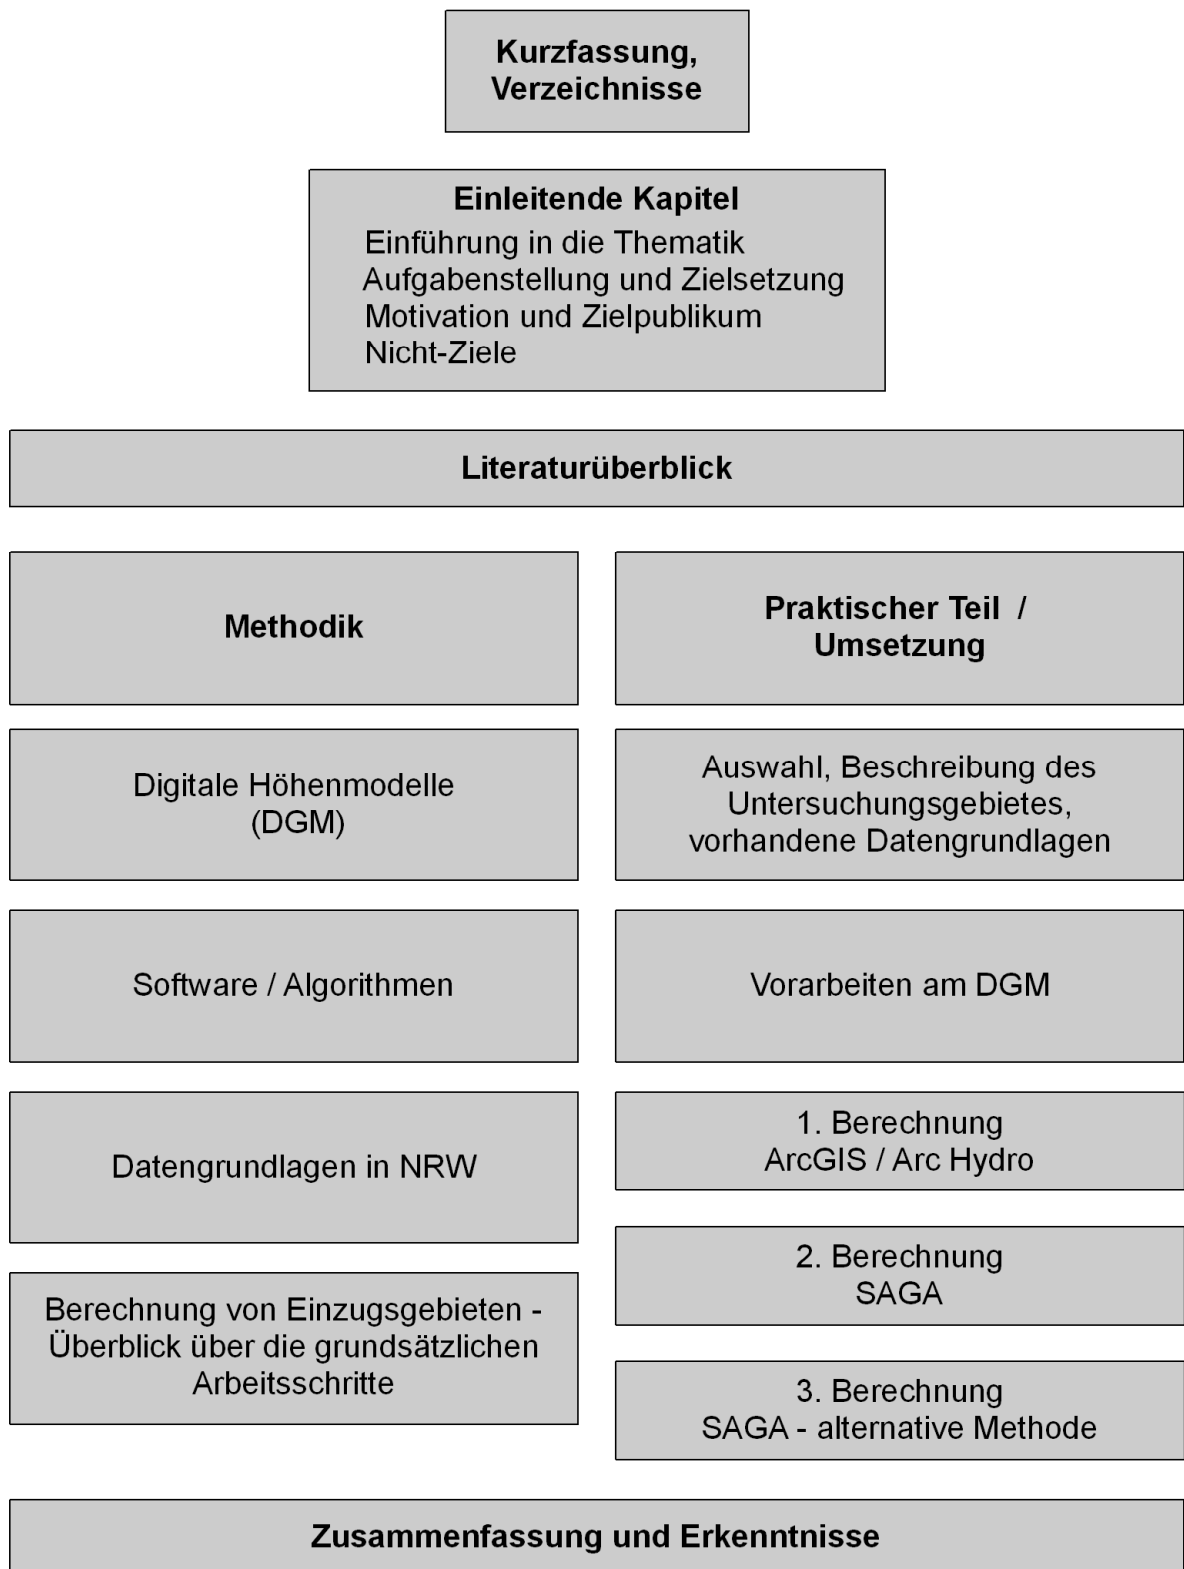 Kurzfassung,
Verzeichnisse
Einleitende Kapitel
Einführung in die Thematik
Aufgabenstellung und Zielsetzung
Motivation und Zielpublikum
Nicht-Ziele
Literaturüberblick
Methodik
Digitale Höhenmodelle
(DGM)
Software / Algorithmen
Datengrundlagen in NRW
Berechnung von Einzugsgebieten -
Überblick über die grundsätzlichen
Arbeitsschritte
Praktischer Teil /
Umsetzung
Auswahl, Beschreibung des
Untersuchungsgebietes,
vorhandene Datengrundlagen
Vorarbeiten am DGM
1. Berechnung
ArcGIS / Arc Hydro
2. Berechnung
SAGA
3. Berechnung
SAGA - alternative Methode
Zusammenfassung und Erkenntnisse